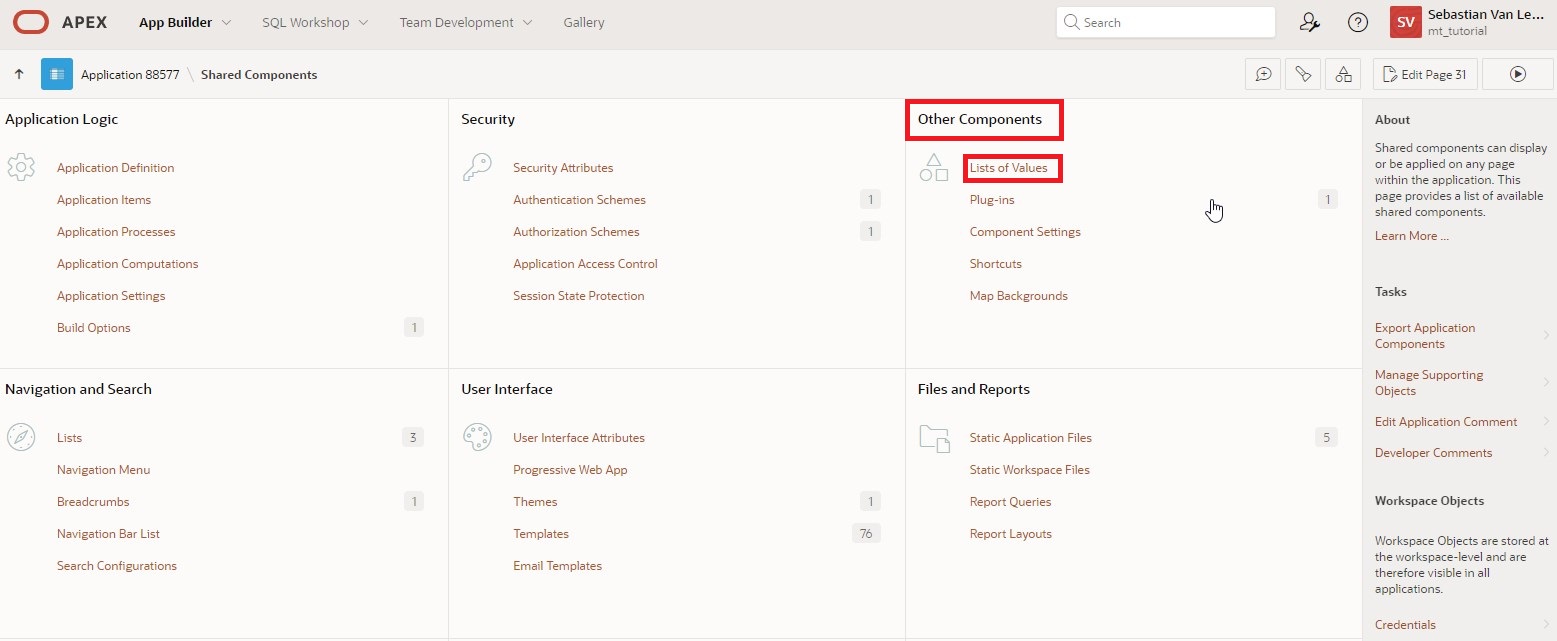 APEX App Builder SQL Workshop Team Development Gallery Search SV Sebastian Van Le...
mt_tutorial
Application 88577 \ Shared Components Edit Page 31
Application Logic
Application Definition
Application Items
Application Processes
Application Computations
Application Settings
Build Options 1
Security
Security Attributes
Authentication Schemes 1
Authorization Schemes 1
Application Access Control
Session State Protection
Other Components
Lists of Values
Plug-ins 1
Component Settings
Shortcuts
Map Backgrounds
Navigation and Search
Lists 3
Navigation Menu
Breadcrumbs 1
Navigation Bar List
Search Configurations
User Interface
User Interface Attributes
Progressive Web App
Themes 1
Templates 76
Email Templates
Files and Reports
Static Application Files 5
Static Workspace Files
Report Queries
Report Layouts
About
Shared components can display
or be applied on any page
within the application. This
page provides a list of available
shared components.
Learn More ...
Tasks
Export Application
Components
Manage Supporting
Objects
Edit Application Comment
Developer Comments
Workspace Objects
Workspace Objects are stored at
the workspace-level and are
therefore visible in all
applications.
Credentials